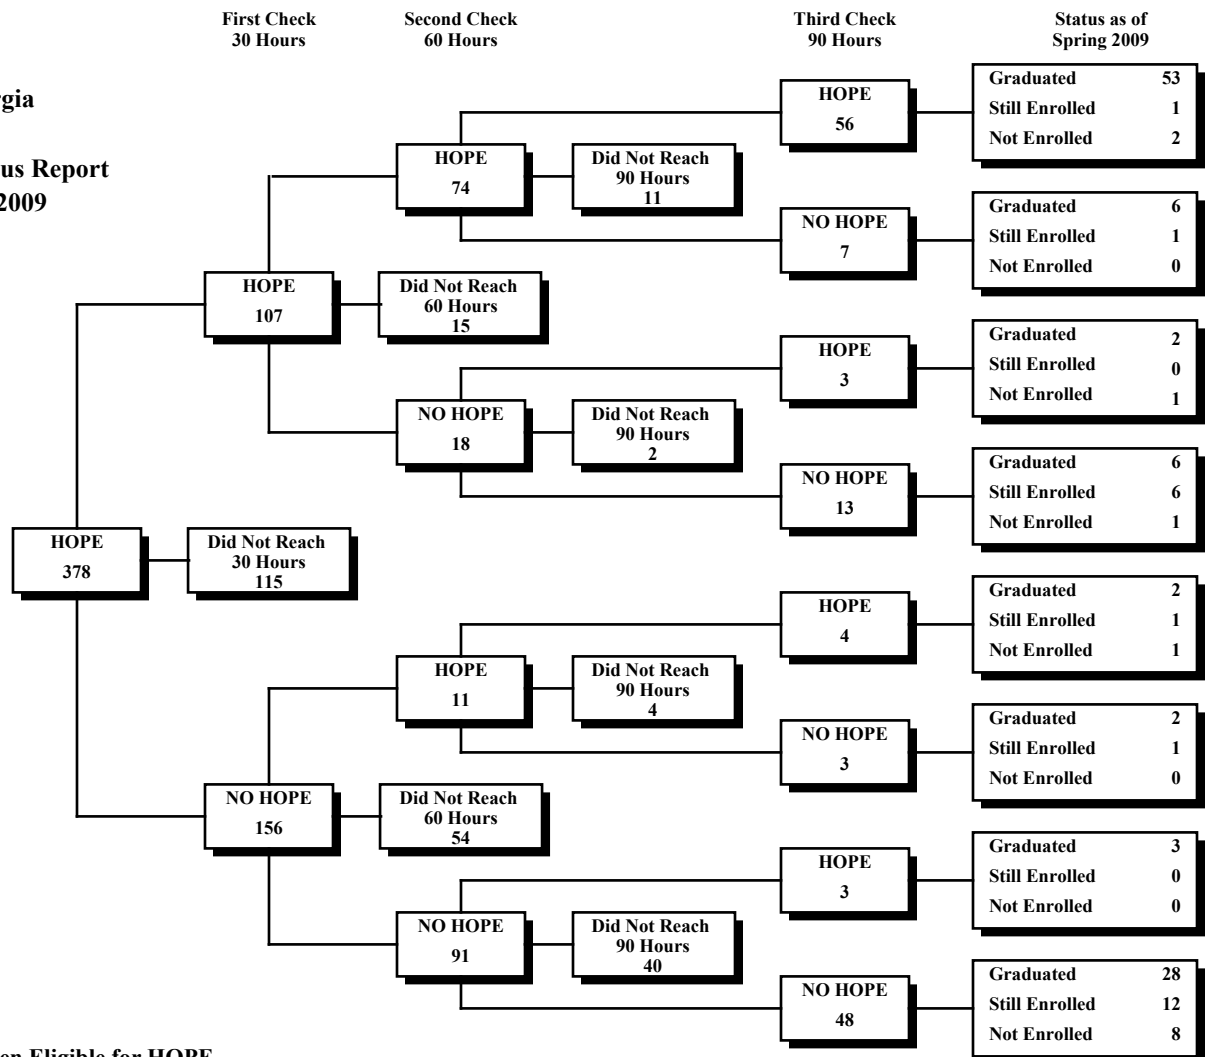 First Check
30 Hours
Second Check
60 Hours
Third Check
90 Hours
Status as of
Spring 2009
us Report
2009
HOPE
378
Did Not Reach
30 Hours
115
HOPE
107
Did Not Reach
60 Hours
15
NO HOPE
156
Did Not Reach
60 Hours
54
HOPE
74
Did Not Reach
90 Hours
11
NO HOPE
18
Did Not Reach
90 Hours
2
HOPE
11
Did Not Reach
90 Hours
4
NO HOPE
91
Did Not Reach
90 Hours
40
HOPE
56
Graduated 53
Still Enrolled 1
Not Enrolled 2
NO HOPE
7
Graduated 6
Still Enrolled 1
Not Enrolled 0
HOPE
3
Graduated 2
Still Enrolled 0
Not Enrolled 1
NO HOPE
13
Graduated 6
Still Enrolled 6
Not Enrolled 1
HOPE
4
Graduated 2
Still Enrolled 1
Not Enrolled 1
NO HOPE
3
Graduated 2
Still Enrolled 1
Not Enrolled 0
HOPE
3
Graduated 3
Still Enrolled 0
Not Enrolled 0
NO HOPE
48
Graduated 28
Still Enrolled 12
Not Enrolled 8
Eligible for HOPE